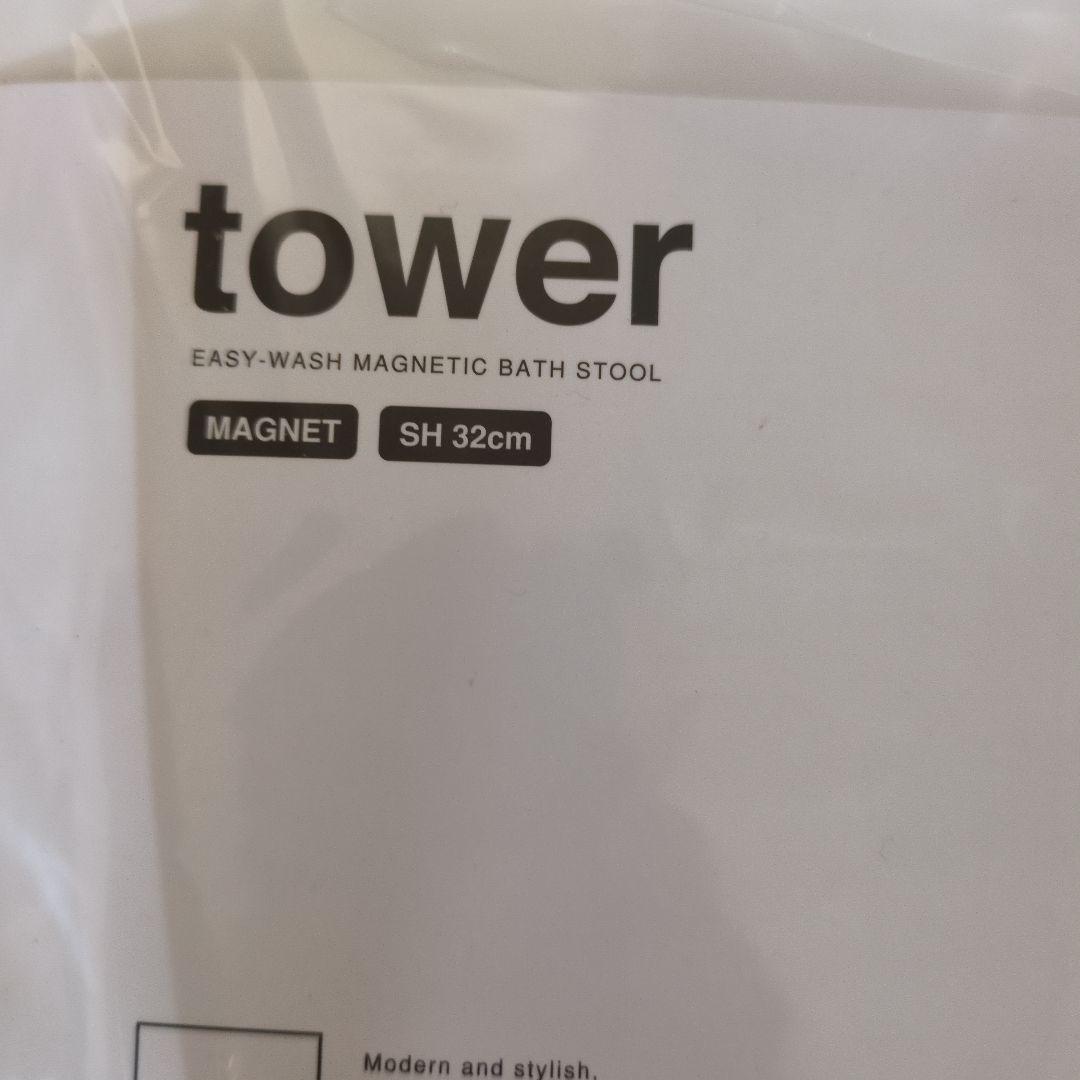 tower
EASY-WASH MAGNETIC BATH STOOL
MAGNET SH 32cm
Modern and stylish.